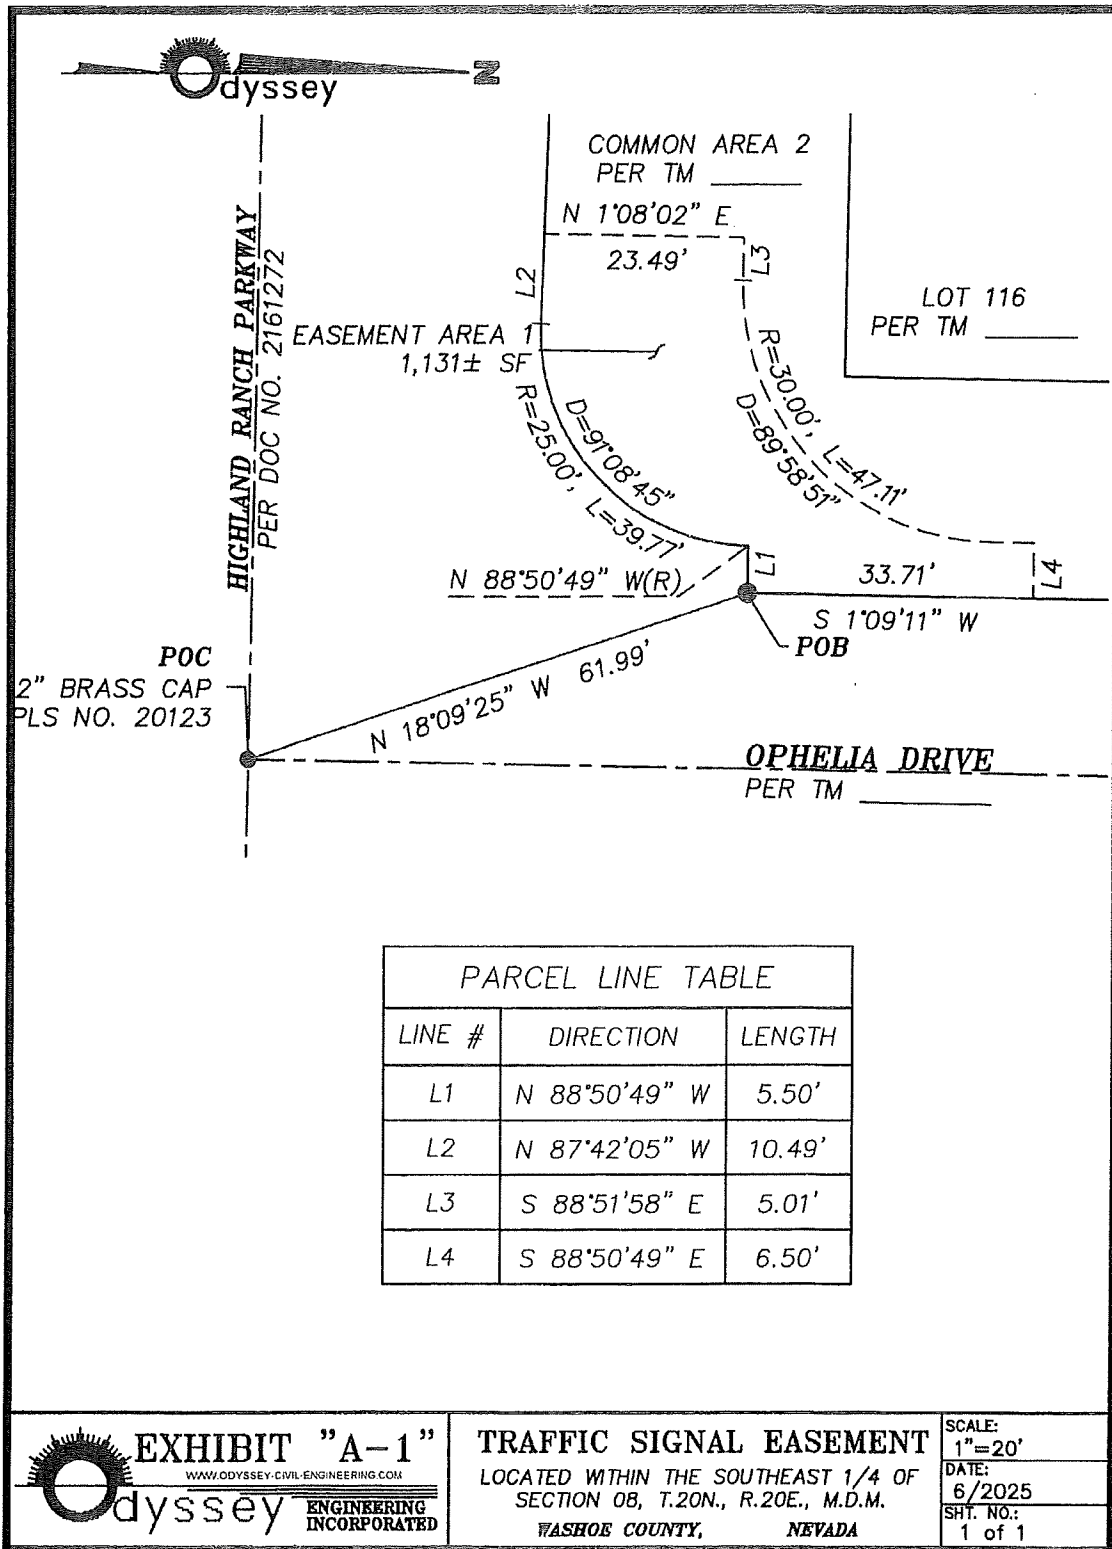 Odyssey
N
COMMON AREA 2
PER TM ______
N 1°08'02" E
23.49'
L3
L2
HIGHLAND RANCH PARKWAY
PER DOC NO. 2161272
EASEMENT AREA 1
1,131± SF
LOT 116
PER TM ______
R=30.00', L=47.11'
D=89°58'51"
D=91°08'45"
R=25.00', L=39.77'
N 88°50'49" W(R)
L1
33.71'
L4
S 1°09'11" W
POB
N 18°09'25" W 61.99'
POC
2" BRASS CAP
PLS NO. 20123
OPHELIA DRIVE
PER TM ______
PARCEL LINE TABLE
LINE # DIRECTION LENGTH
L1 N 88°50'49" W 5.50'
L2 N 87°42'05" W 10.49'
L3 S 88°51'58" E 5.01'
L4 S 88°50'49" E 6.50'
EXHIBIT "A-1"
WWW.ODYSSEY-CIVIL-ENGINEERING.COM
Odyssey
ENGINEERING
INCORPORATED
TRAFFIC SIGNAL EASEMENT
LOCATED WITHIN THE SOUTHEAST 1/4 OF
SECTION 08, T.20N., R.20E., M.D.M.
WASHOE COUNTY, NEVADA
SCALE:
1"=20'
DATE:
6/2025
SHT. NO.:
1 of 1